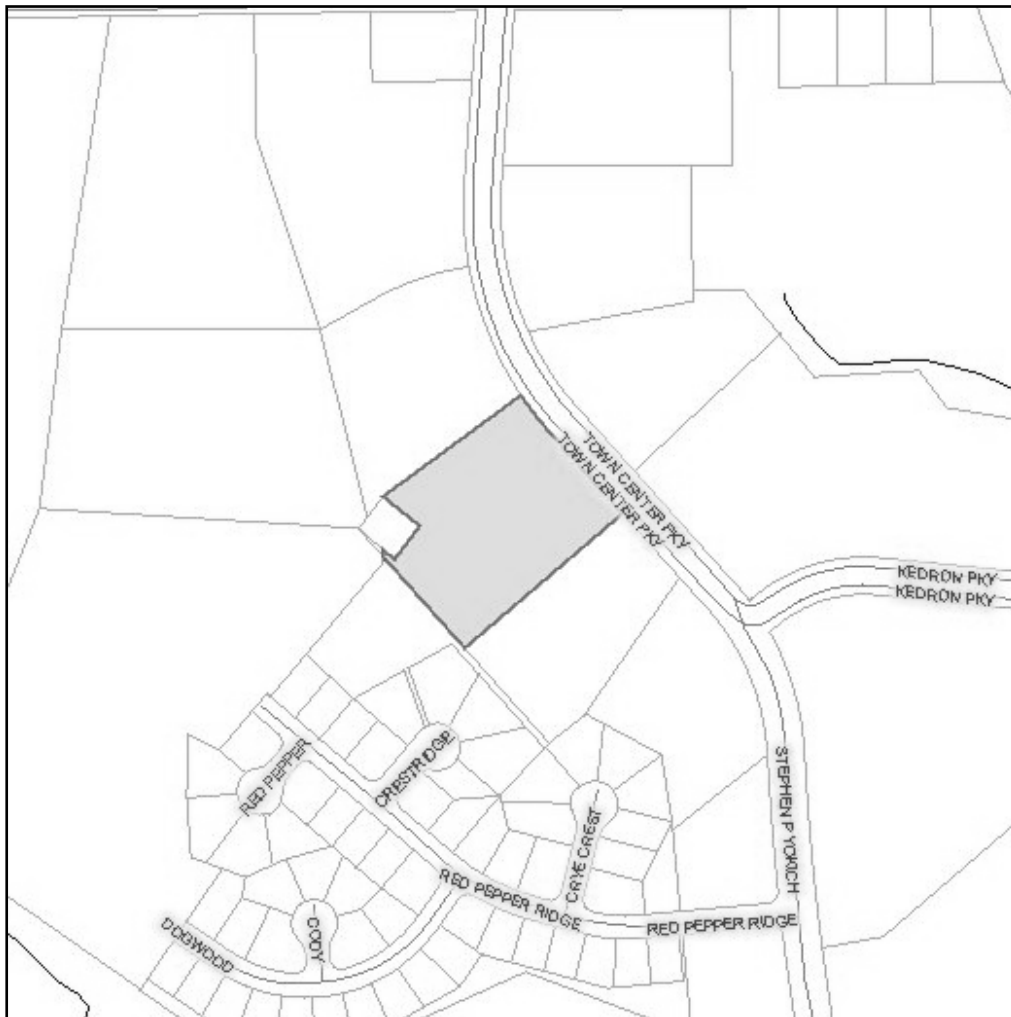 TOWN CENTER PKY
TOWN CENTER PKY
KEDRON PKY
KEDRON PKY
STEPHEN P YOKICH
CRESTRIDGE
RED PEPPER
CRYE CREST
RED PEPPER RIDGE
RED PEPPER RIDGE
CODY
DOGWOOD